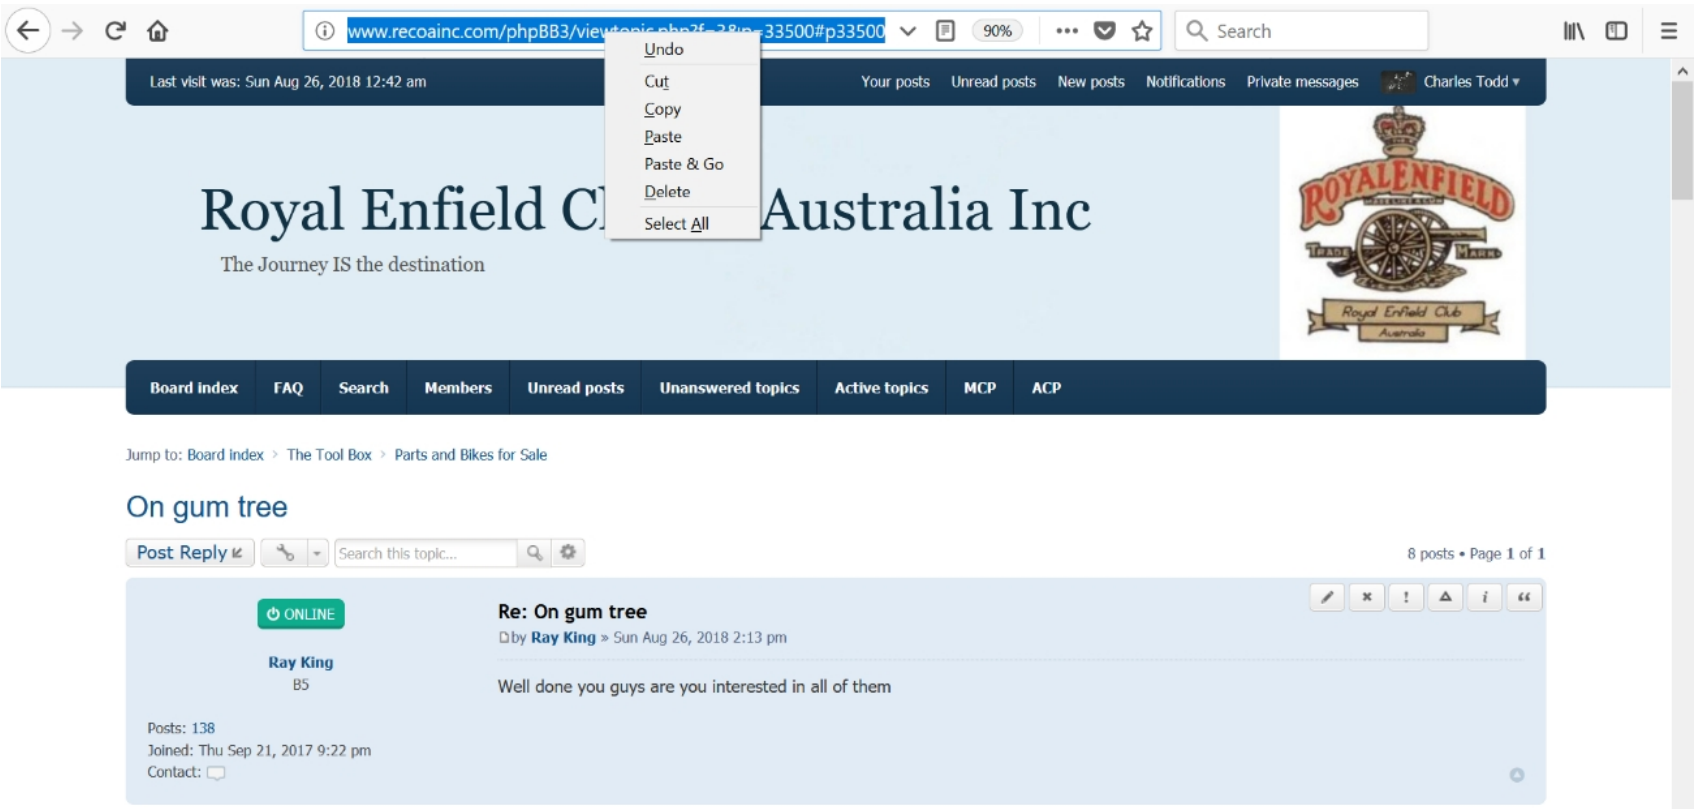 www.recoainc.com/phpBB3/viewtopic.php?f=3&p=33500#p33500
90%
Search
Undo
Cut
Copy
Paste
Paste & Go
Delete
Select All
Last visit was: Sun Aug 26, 2018 12:42 am
Your posts Unread posts New posts Notifications Private messages Charles Todd
Royal Enfield C Australia Inc
The Journey IS the destination
ROYAL ENFIELD
TRADE MARK
Royal Enfield Club
Australia
Board index FAQ Search Members Unread posts Unanswered topics Active topics MCP ACP
Jump to: Board index > The Tool Box > Parts and Bikes for Sale
On gum tree
Post Reply Search this topic...
8 posts • Page 1 of 1
ONLINE
Ray King
B5
Posts: 138
Joined: Thu Sep 21, 2017 9:22 pm
Contact:
Re: On gum tree
by Ray King » Sun Aug 26, 2018 2:13 pm
Well done you guys are you interested in all of them